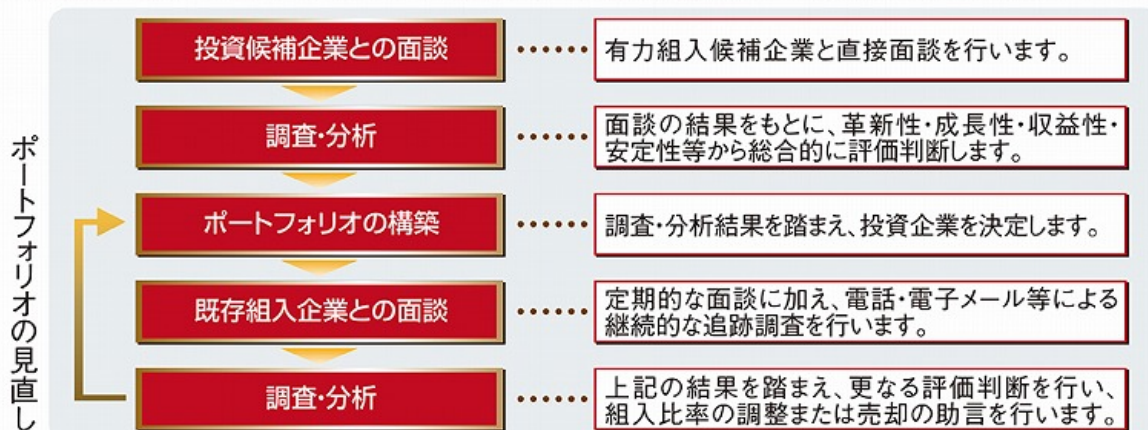 投資候補企業との面談
有力組入候補企業と直接面談を行います。
調査・分析
面談の結果をもとに、革新性・成長性・収益性・
安定性等から総合的に評価判断します。
ポートフォリオの構築
調査・分析結果を踏まえ、投資企業を決定します。
既存組入企業との面談
定期的な面談に加え、電話・電子メール等による
継続的な追跡調査を行います。
調査・分析
上記の結果を踏まえ、更なる評価判断を行い、
組入比率の調整または売却の助言を行います。
ポートフォリオの見直し